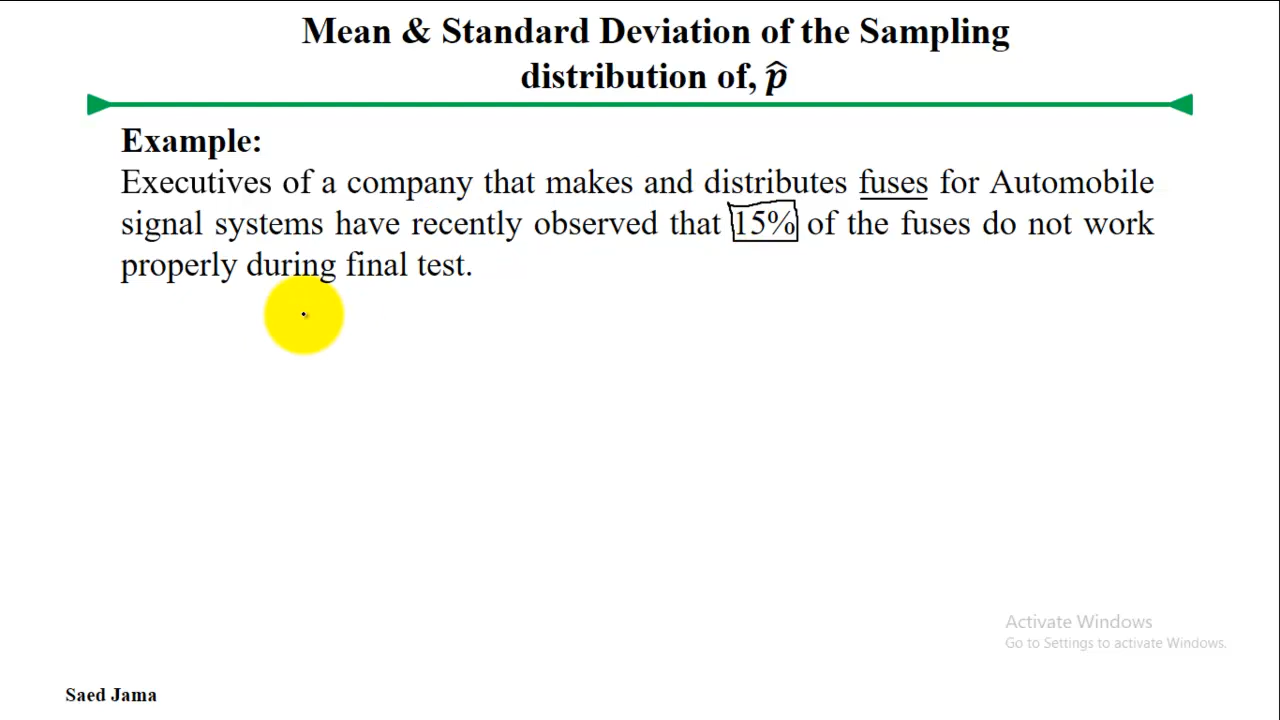 Mean & Standard Deviation of the Sampling
distribution of, p̂
Example:
Executives of a company that makes and distributes fuses for Automobile
signal systems have recently observed that 15% of the fuses do not work
properly during final test.
Activate Windows
Go to Settings to activate Windows.
Saed Jama